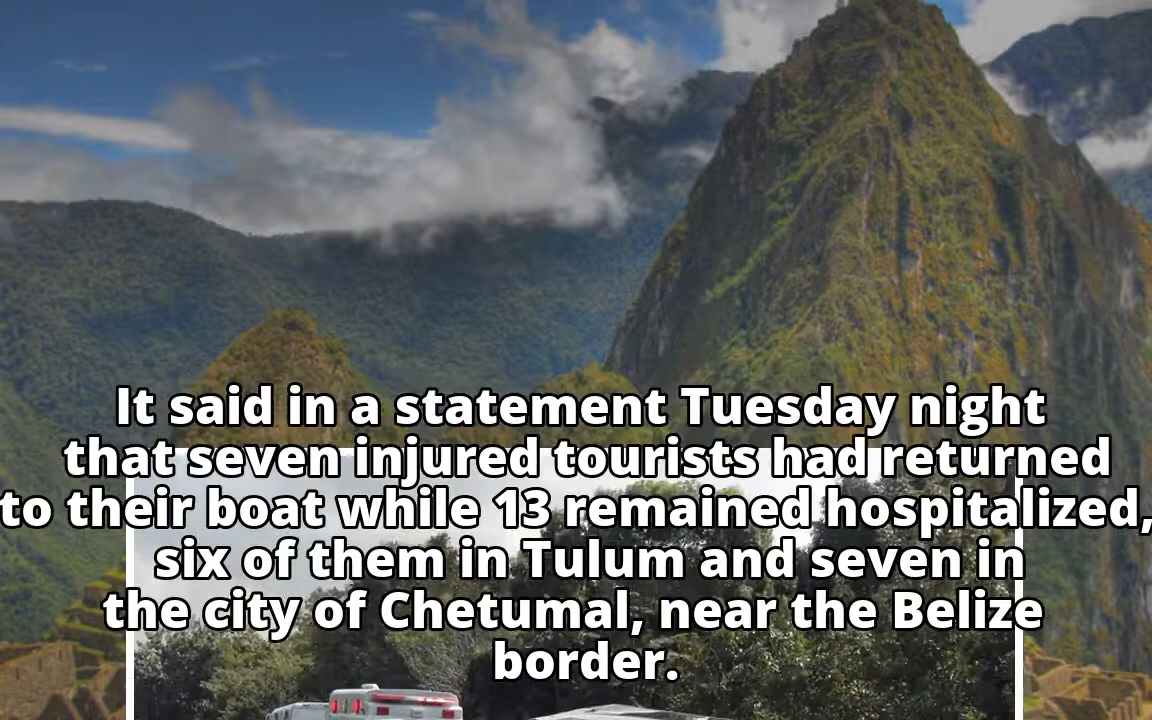 It said in a statement Tuesday night
that seven injured tourists had returned
to their boat while 13 remained hospitalized,
six of them in Tulum and seven in
the city of Chetumal, near the Belize
border.